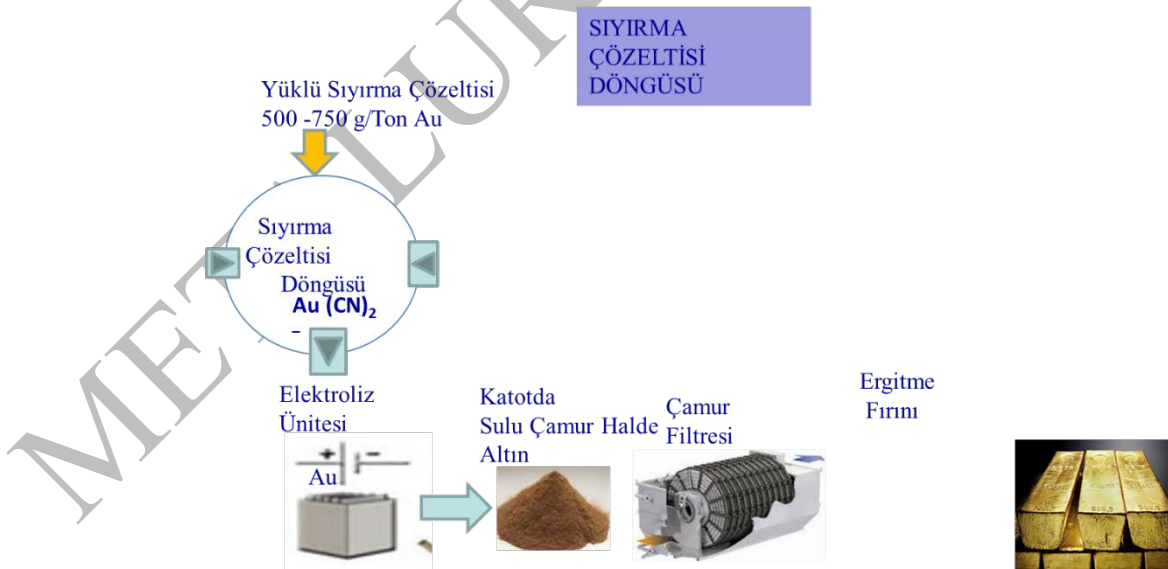 SIYIRMA
ÇÖZELTİSİ
DÖNGÜSÜ
Yüklü Sıyırma Çözeltisi
500 -750 g/Ton Au
Sıyırma
Çözeltisi
Döngüsü
Au (CN)₂
–
Elektroliz
Ünitesi
+ -
Au
Katotda
Sulu Çamur Halde
Altın
Çamur
Filtresi
Ergitme
Fırını